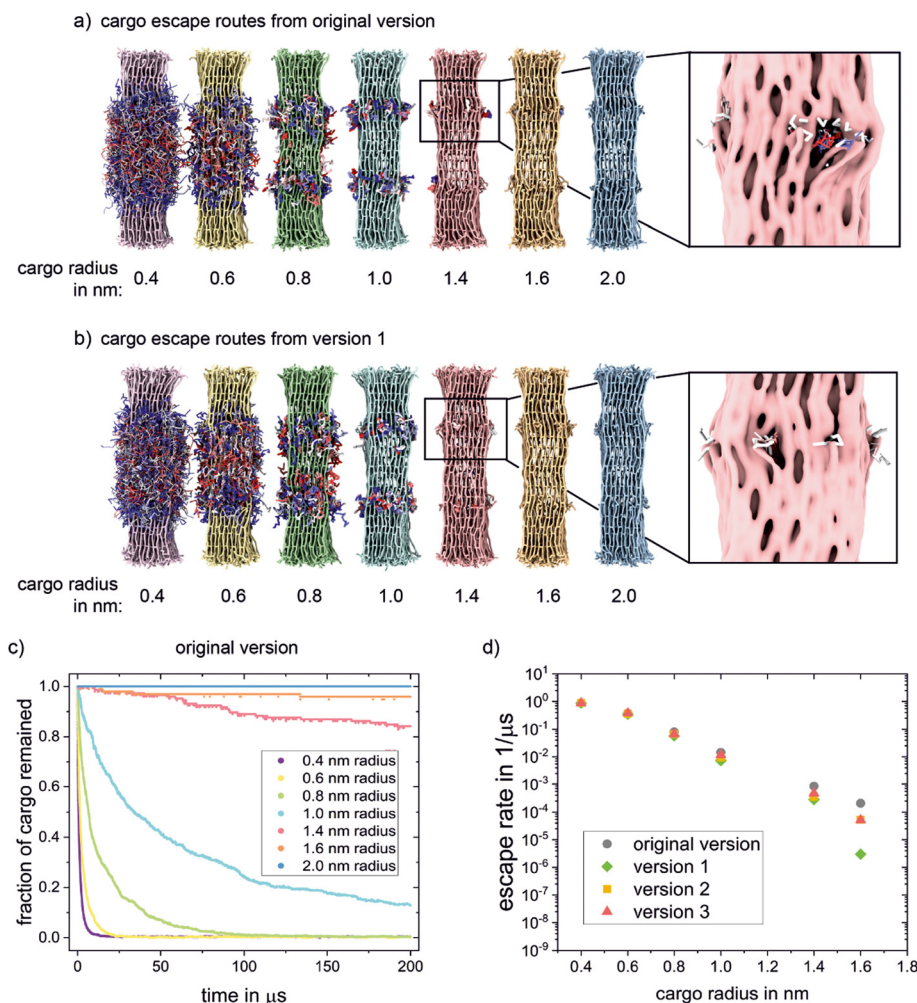 a) cargo escape routes from original version
cargo radius
in nm:
0.4 0.6 0.8 1.0 1.4 1.6 2.0
b) cargo escape routes from version 1
cargo radius
in nm:
0.4 0.6 0.8 1.0 1.4 1.6 2.0
c) original version
fraction of cargo remained
1.0
0.8
0.6
0.4
0.2
0.0
0.4 nm radius
0.6 nm radius
0.8 nm radius
1.0 nm radius
1.4 nm radius
1.6 nm radius
2.0 nm radius
0 50 100 150 200
time in µs
d)
escape rate in 1/µs
10¹
10⁰
10⁻¹
10⁻²
10⁻³
10⁻⁴
10⁻⁵
10⁻⁶
10⁻⁷
10⁻⁸
10⁻⁹
original version
version 1
version 2
version 3
0.4 0.6 0.8 1.0 1.2 1.4 1.6 1.8
cargo radius in nm